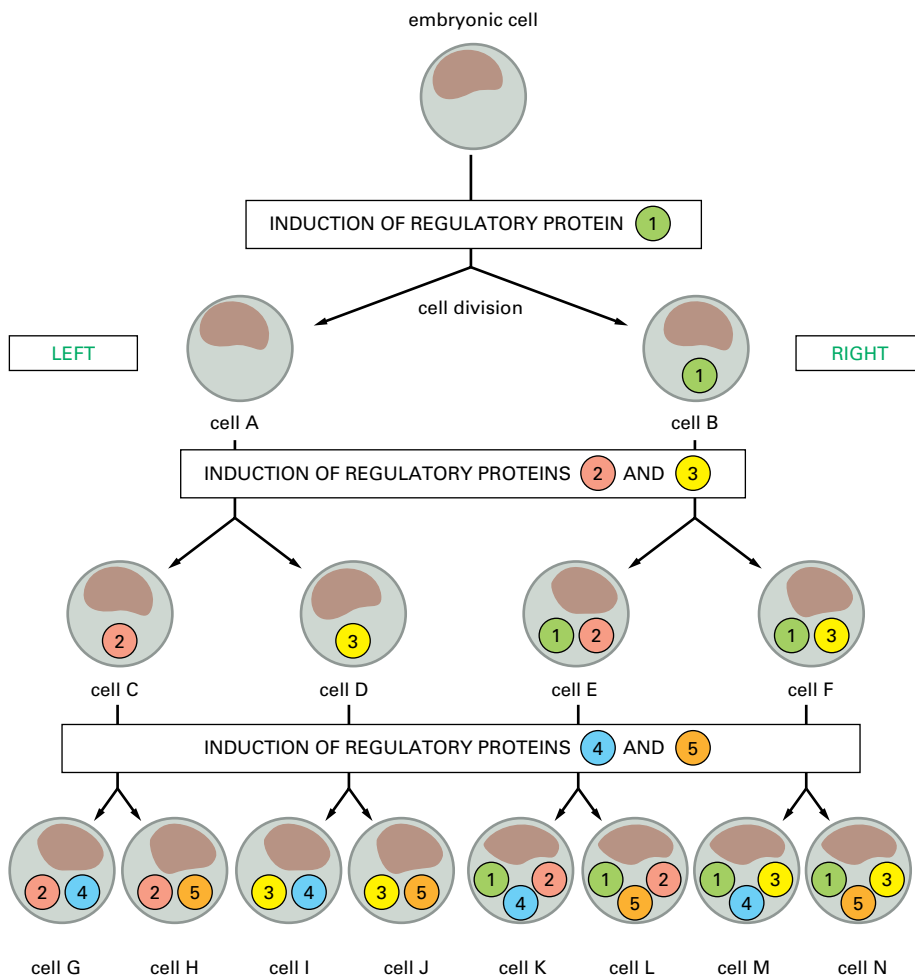 embryonic cell
INDUCTION OF REGULATORY PROTEIN 1
cell division
LEFT
RIGHT
1
cell A
cell B
INDUCTION OF REGULATORY PROTEINS 2 AND 3
2
3
1 2
1 3
cell C
cell D
cell E
cell F
INDUCTION OF REGULATORY PROTEINS 4 AND 5
2 4
2 5
3 4
3 5
1 2
4
1 2
5
1 3
4
1 3
5
cell G
cell H
cell I
cell J
cell K
cell L
cell M
cell N